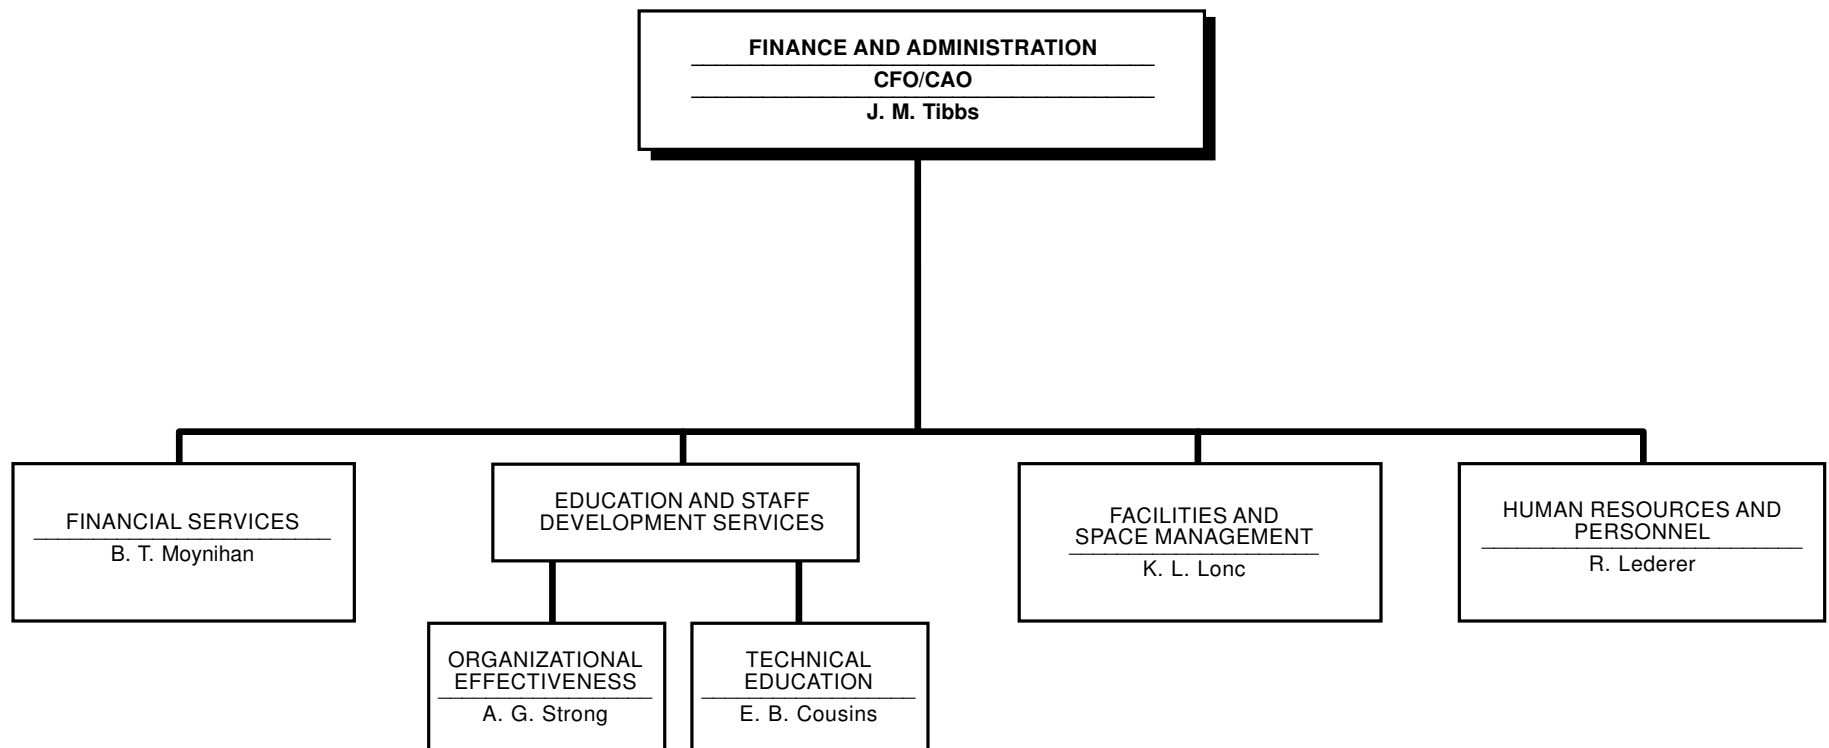 FINANCE AND ADMINISTRATION
CFO/CAO
J. M. Tibbs
FINANCIAL SERVICES
B. T. Moynihan
EDUCATION AND STAFF
DEVELOPMENT SERVICES
FACILITIES AND
SPACE MANAGEMENT
K. L. Lonc
HUMAN RESOURCES AND
PERSONNEL
R. Lederer
ORGANIZATIONAL
EFFECTIVENESS
A. G. Strong
TECHNICAL
EDUCATION
E. B. Cousins